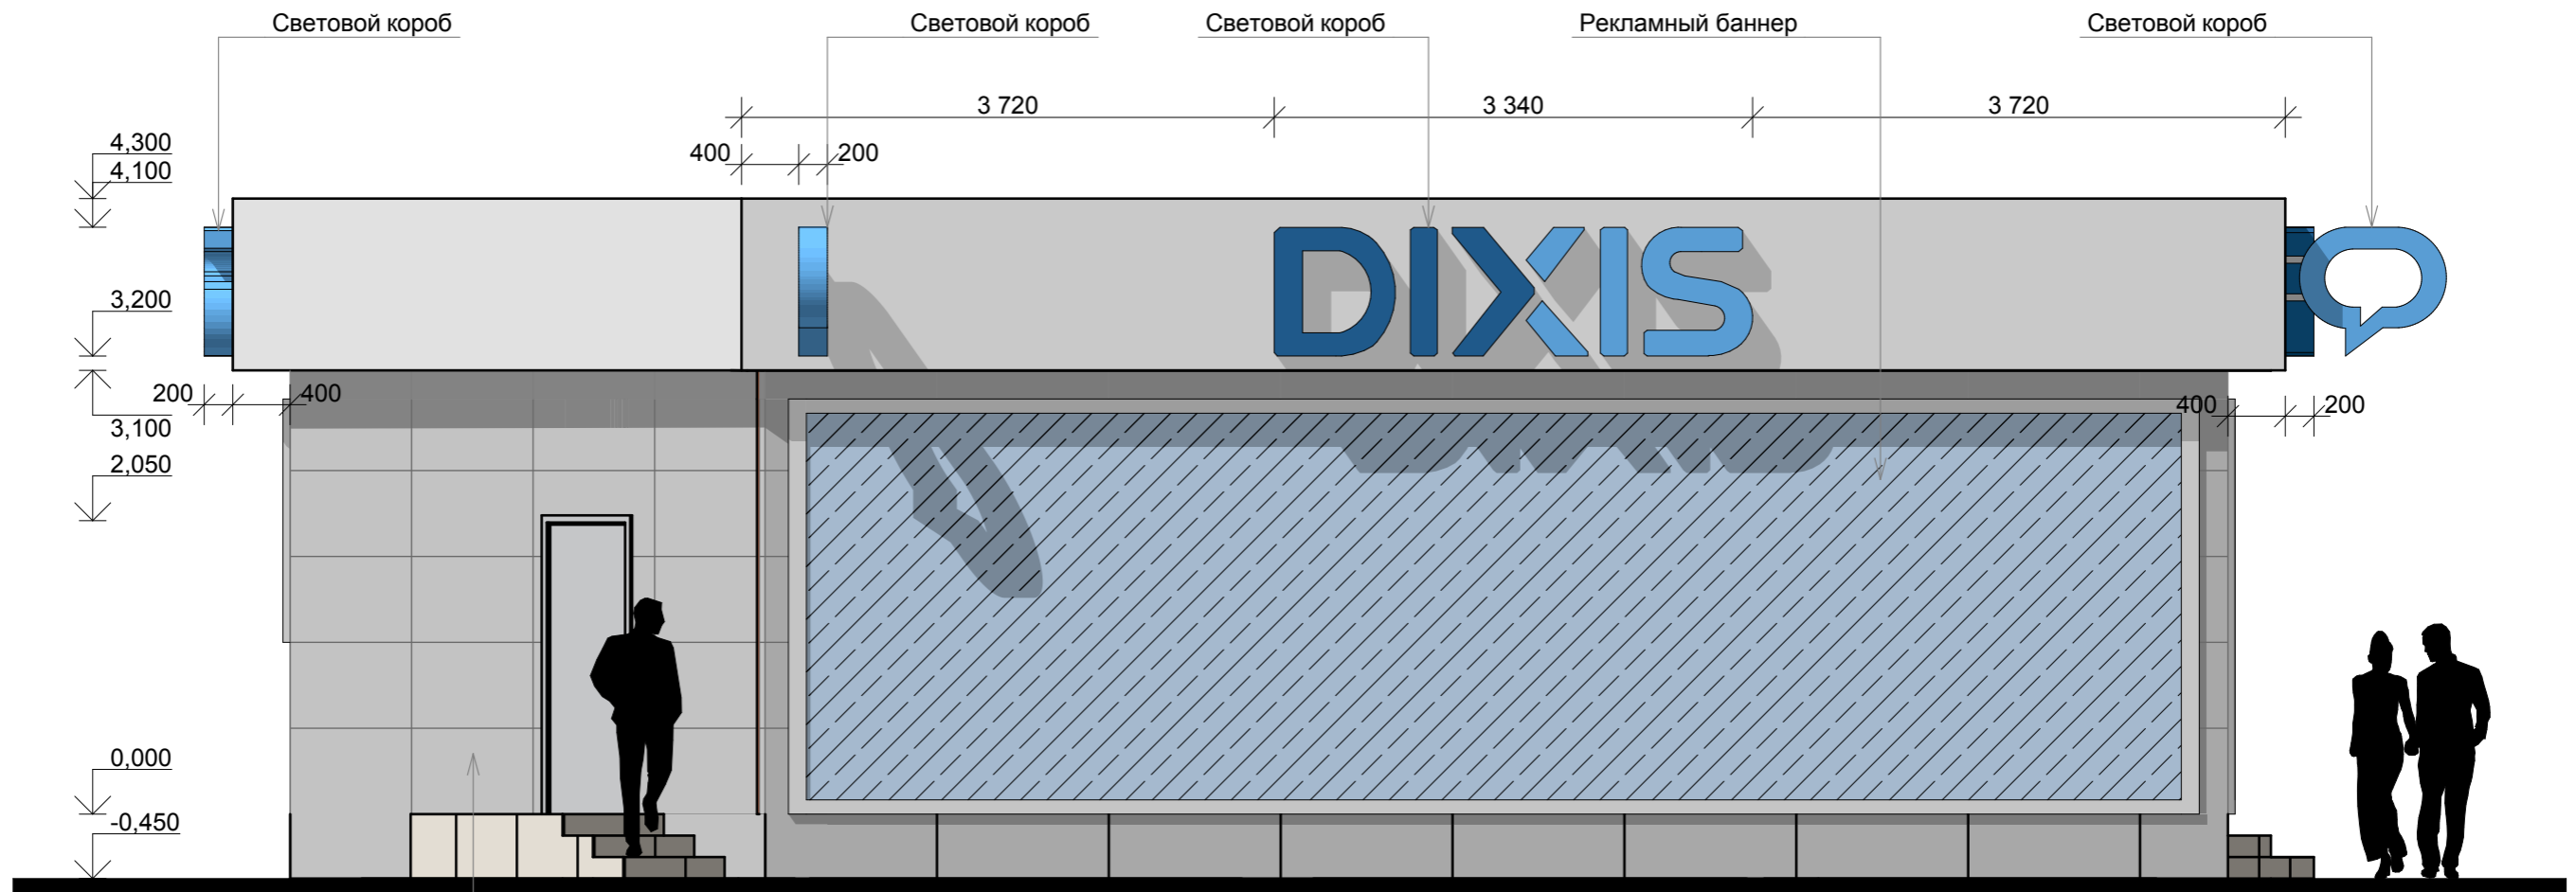 Световой короб
Световой короб
Световой короб
Рекламный баннер
Световой короб
3 720
3 340
3 720
400
200
4,300
4,100
3,200
DIXIS
200
400
400
200
3,100
2,050
0,000
-0,450